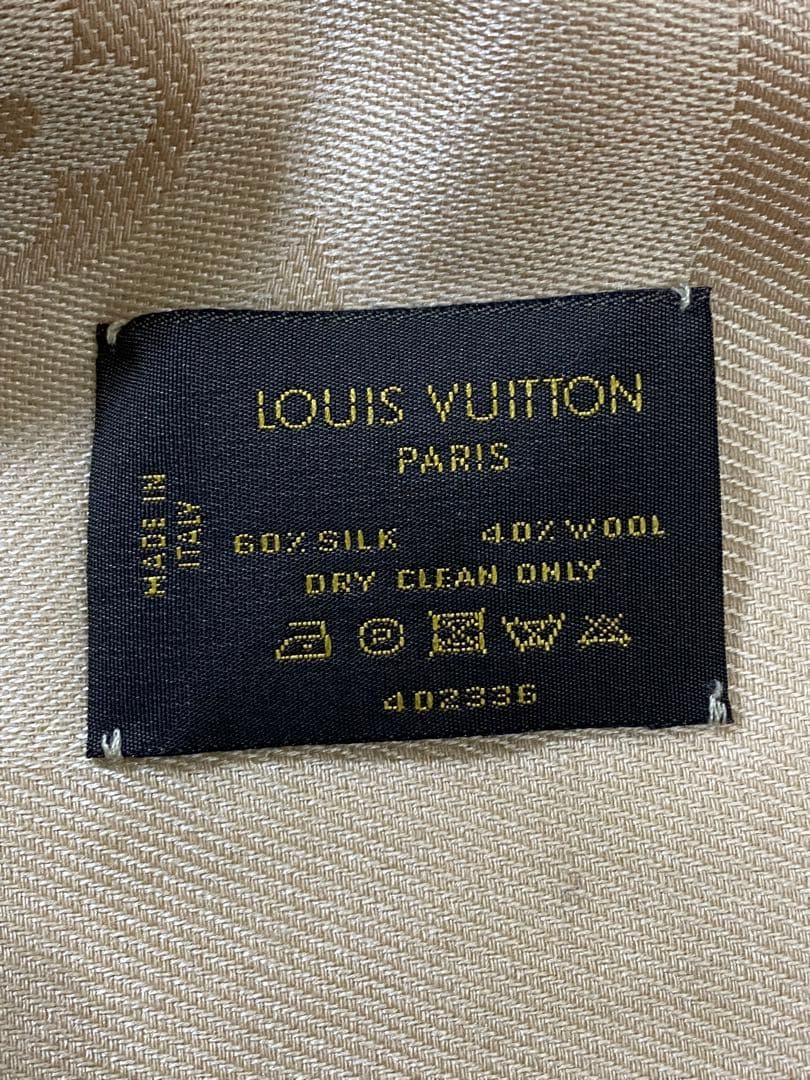 LOUIS VUITTON
PARIS
MADE IN
ITALY
60% SILK 40% WOOL
DRY CLEAN ONLY
402336